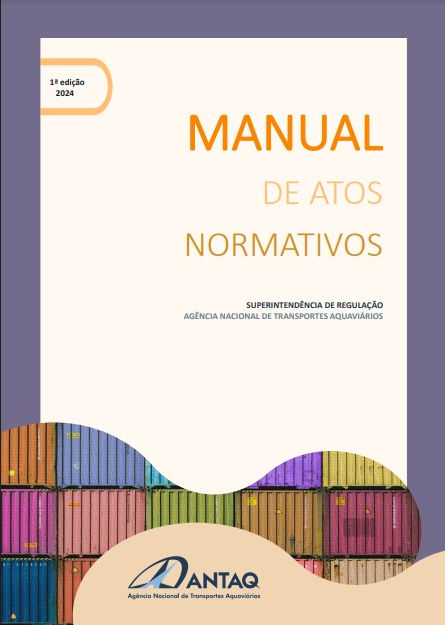 1ª edição
2024
MANUAL
DE ATOS
NORMATIVOS
SUPERINTENDÊNCIA DE REGULAÇÃO
AGÊNCIA NACIONAL DE TRANSPORTES AQUAVIÁRIOS
ANTAQ
Agência Nacional de Transportes Aquaviários